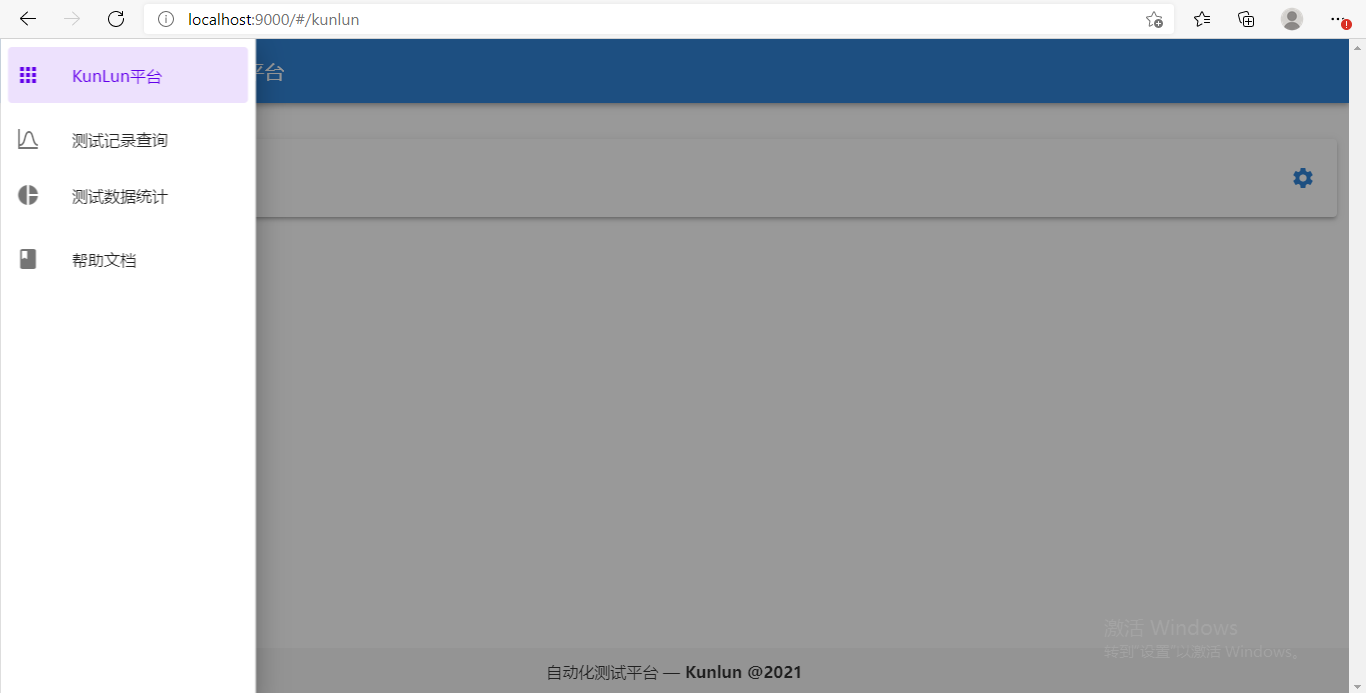 localhost:9000/#/kunlun
KunLun平台
平台
测试记录查询
测试数据统计
帮助文档
激活 Windows
转到"设置"以激活 Windows。
自动化测试平台 — Kunlun @2021